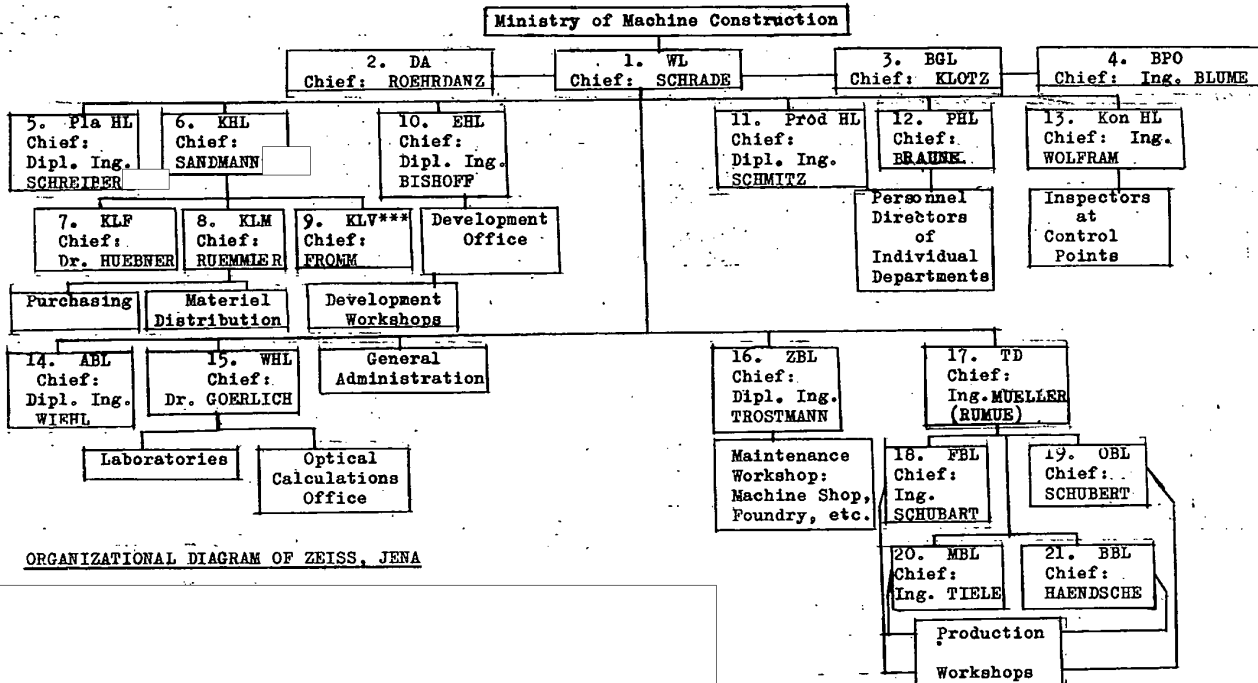 Ministry of Machine Construction
2. DA
Chief: ROEHRDANZ
1. WL
Chief: SCHRADE
3. BGL
Chief: KLOTZ
4. BPO
Chief: Ing. BLUME
5. Pla HL
Chief:
Dipl. Ing.
SCHREIBER
6. KHL
Chief:
SANDMANN
10. EHL
Chief:
Dipl. Ing.
BISHOFF
11. Prod HL
Chief:
Dipl. Ing.
SCHMITZ
12. PHL
Chief:
BRAUNE
13. Kon HL
Chief: Ing.
WOLFRAM
7. KLF
Chief:
Dr. HUEBNER
8. KLM
Chief:
RUEMMIER
9. KLV***
Chief:
FROMM
Development
Office
Personnel
Directors
of
Individual
Departments
Inspectors
at
Control
Points
Purchasing
Materiel
Distribution
Development
Workshops
14. ABL
Chief:
Dipl. Ing.
WIEHL
15. WHL
Chief:
Dr. GOERLICH
General
Administration
16. ZBL
Chief:
Dipl. Ing.
TROSTMANN
17. TD
Chief:
Ing. MUELLER
(RUMUE)
Laboratories
Optical
Calculations
Office
Maintenance
Workshop:
Machine Shop,
Foundry, etc.
18. FBL
Chief:
Ing.
SCHUBART
19. OBL
Chief:
SCHUBERT
20. MBL
Chief:
Ing. TIELE
21. BBL
Chief:
HAENDSCHE
Production
Workshops
ORGANIZATIONAL DIAGRAM OF ZEISS, JENA